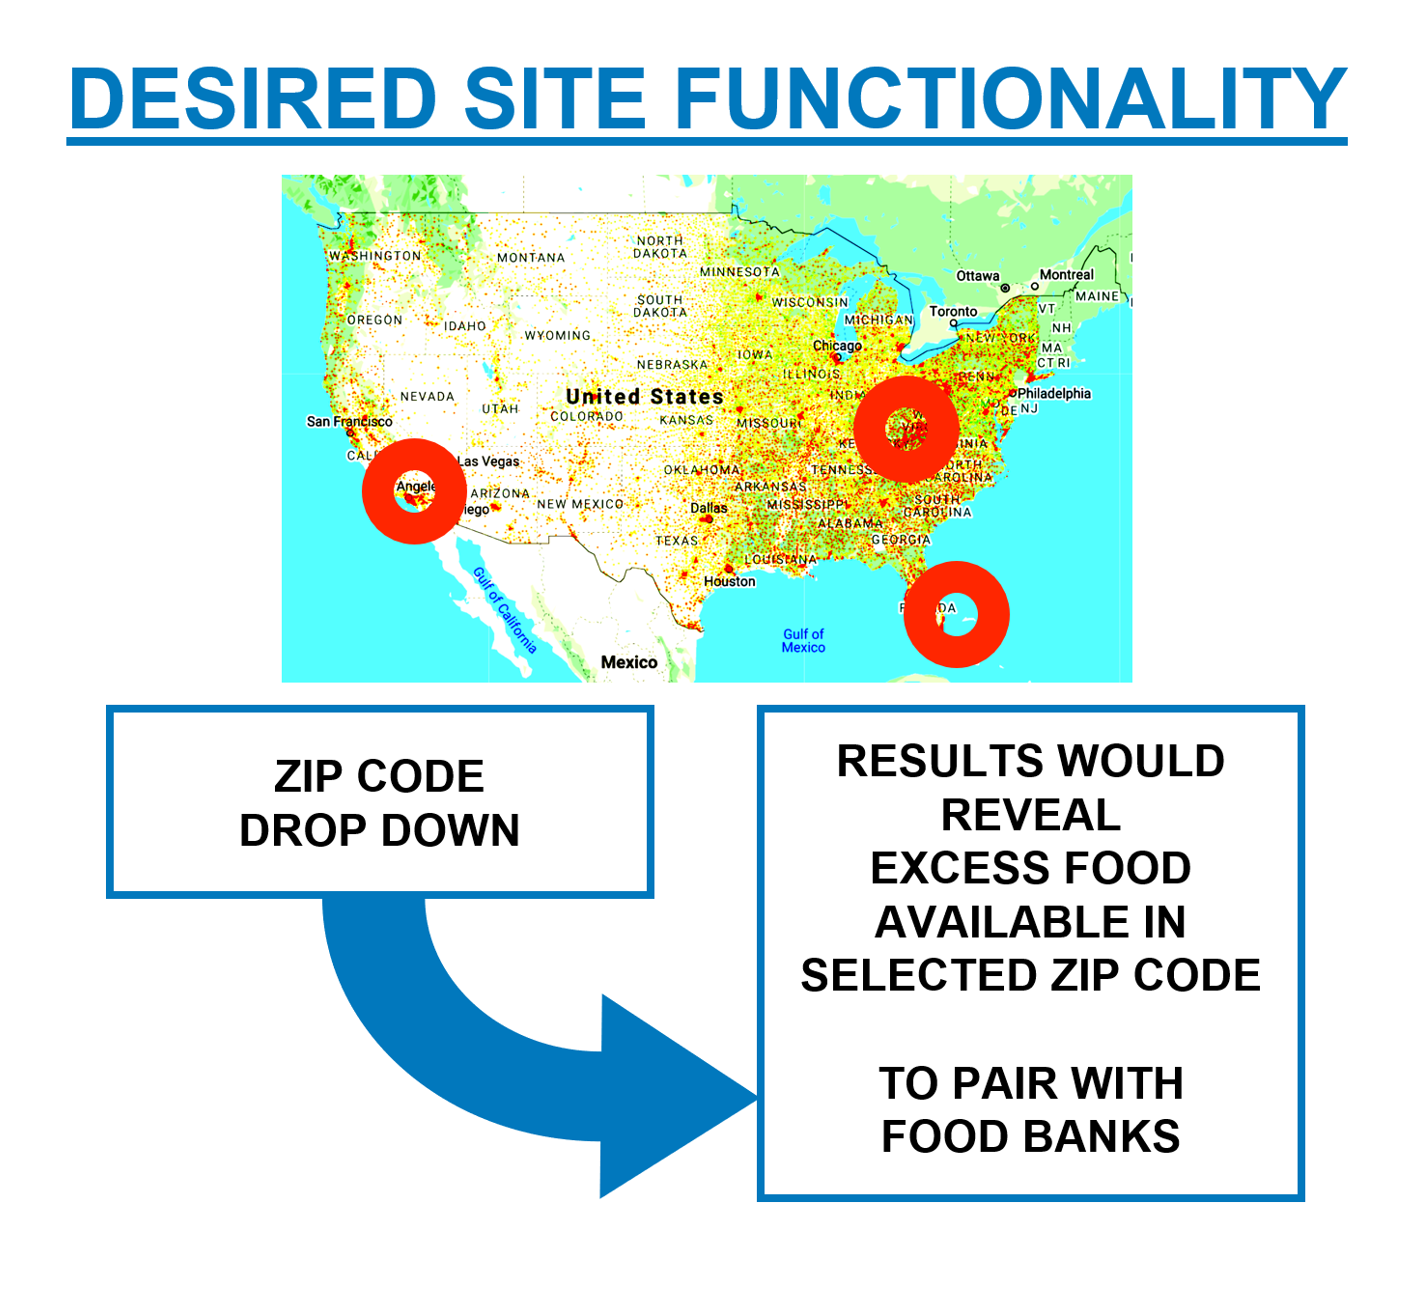 DESIRED SITE FUNCTIONALITY
WASHINGTON
MONTANA
NORTH
DAKOTA
MINNESOTA
Ottawa
Montreal
MAINE
SOUTH
DAKOTA
WISCONSIN
MICHIGAN
Toronto
VT
NH
OREGON
IDAHO
WYOMING
Chicago
NEW YORK
MA
CT RI
IOWA
NEBRASKA
ILLINOIS
PENN
Philadelphia
NEVADA
UTAH
United States
COLORADO
KANSAS
MISSOURI
INDIA
DE NJ
San Francisco
Las Vegas
Angele
ARIZONA
iego
NEW MEXICO
OKLAHOMA
ARKANSAS
TENNESS
MISSISSIPPI
SOUTH
CAROLINA
Dallas
ALABAMA
TEXAS
GEORGIA
LOUISIANA
Houston
Gulf of California
Gulf of
Mexico
Mexico
ZIP CODE
DROP DOWN
RESULTS WOULD
REVEAL
EXCESS FOOD
AVAILABLE IN
SELECTED ZIP CODE
TO PAIR WITH
FOOD BANKS